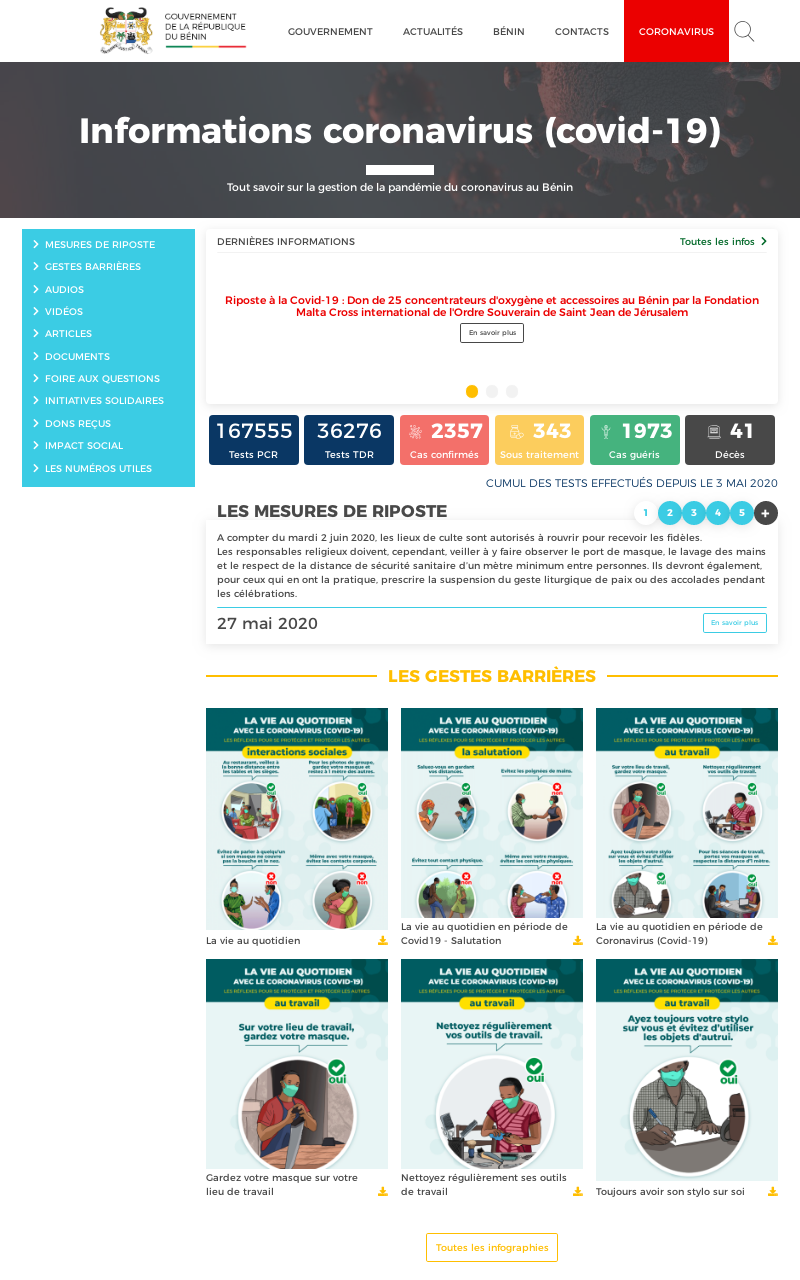 GOUVERNEMENT
DE LA RÉPUBLIQUE
DU BÉNIN
GOUVERNEMENT
ACTUALITÉS
BÉNIN
CONTACTS
CORONAVIRUS
Informations coronavirus (covid-19)
Tout savoir sur la gestion de la pandémie du coronavirus au Bénin
MESURES DE RIPOSTE
GESTES BARRIÈRES
AUDIOS
VIDÉOS
ARTICLES
DOCUMENTS
FOIRE AUX QUESTIONS
INITIATIVES SOLIDAIRES
DONS REÇUS
IMPACT SOCIAL
LES NUMÉROS UTILES
DERNIÈRES INFORMATIONS
Toutes les infos
Riposte à la Covid-19 : Don de 25 concentrateurs d'oxygène et accessoires au Bénin par la Fondation
Malta Cross international de l'Ordre Souverain de Saint Jean de Jérusalem
En savoir plus
167555
Tests PCR
36276
Tests TDR
2357
Cas confirmés
343
Sous traitement
1973
Cas guéris
41
Décès
CUMUL DES TESTS EFFECTUÉS DEPUIS LE 3 MAI 2020
LES MESURES DE RIPOSTE
1 2 3 4 5 +
A compter du mardi 2 juin 2020, les lieux de culte sont autorisés à rouvrir pour recevoir les fidèles.
Les responsables religieux doivent, cependant, veiller à y faire observer le port de masque, le lavage des mains
et le respect de la distance de sécurité sanitaire d'un mètre minimum entre personnes. Ils devront également,
pour ceux qui en ont la pratique, prescrire la suspension du geste liturgique de paix ou des accolades pendant
les célébrations.
27 mai 2020
En savoir plus
LES GESTES BARRIÈRES
LA VIE AU QUOTIDIEN
AVEC LE CORONAVIRUS (COVID-19)
LES RÉFLEXES POUR SE PROTÉGER ET PROTÉGER LES AUTRES
interactions sociales
Au restaurant, veillez à
la bonne distance entre
les tables et les sièges.
Pour les photos de groupe,
gardez votre masque et
restez à 1 mètre des autres.
oui
oui
Évitez de parler à quelqu'un
si son masque ne couvre
pas la bouche et le nez.
Même avec votre masque,
évitez les contacts corporels.
non
non
La vie au quotidien
LA VIE AU QUOTIDIEN
AVEC LE CORONAVIRUS (COVID-19)
LES RÉFLEXES POUR SE PROTÉGER ET PROTÉGER LES AUTRES
la salutation
Saluez-vous en gardant
vos distances.
Évitez les poignées de mains.
oui
non
Évitez tout contact physique.
Même avec votre masque,
évitez les contacts physiques.
non
non
La vie au quotidien en période de
Covid19 - Salutation
LA VIE AU QUOTIDIEN
AVEC LE CORONAVIRUS (COVID-19)
LES RÉFLEXES POUR SE PROTÉGER ET PROTÉGER LES AUTRES
au travail
Sur votre lieu de travail,
gardez votre masque.
Nettoyez régulièrement
vos outils de travail.
oui
oui
Ayez toujours votre stylo
sur vous et évitez d'utiliser
les objets d'autrui.
Pour les séances de travail,
portez vos masques et
respectez la distance d'1 mètre.
oui
oui
La vie au quotidien en période de
Coronavirus (Covid-19)
LA VIE AU QUOTIDIEN
AVEC LE CORONAVIRUS (COVID-19)
LES RÉFLEXES POUR SE PROTÉGER ET PROTÉGER LES AUTRES
au travail
Sur votre lieu de travail,
gardez votre masque.
oui
Gardez votre masque sur votre
lieu de travail
LA VIE AU QUOTIDIEN
AVEC LE CORONAVIRUS (COVID-19)
LES RÉFLEXES POUR SE PROTÉGER ET PROTÉGER LES AUTRES
au travail
Nettoyez régulièrement
vos outils de travail.
oui
Nettoyez régulièrement ses outils
de travail
LA VIE AU QUOTIDIEN
AVEC LE CORONAVIRUS (COVID-19)
LES RÉFLEXES POUR SE PROTÉGER ET PROTÉGER LES AUTRES
au travail
Ayez toujours votre stylo
sur vous et évitez d'utiliser
les objets d'autrui.
oui
Toujours avoir son stylo sur soi
Toutes les infographies